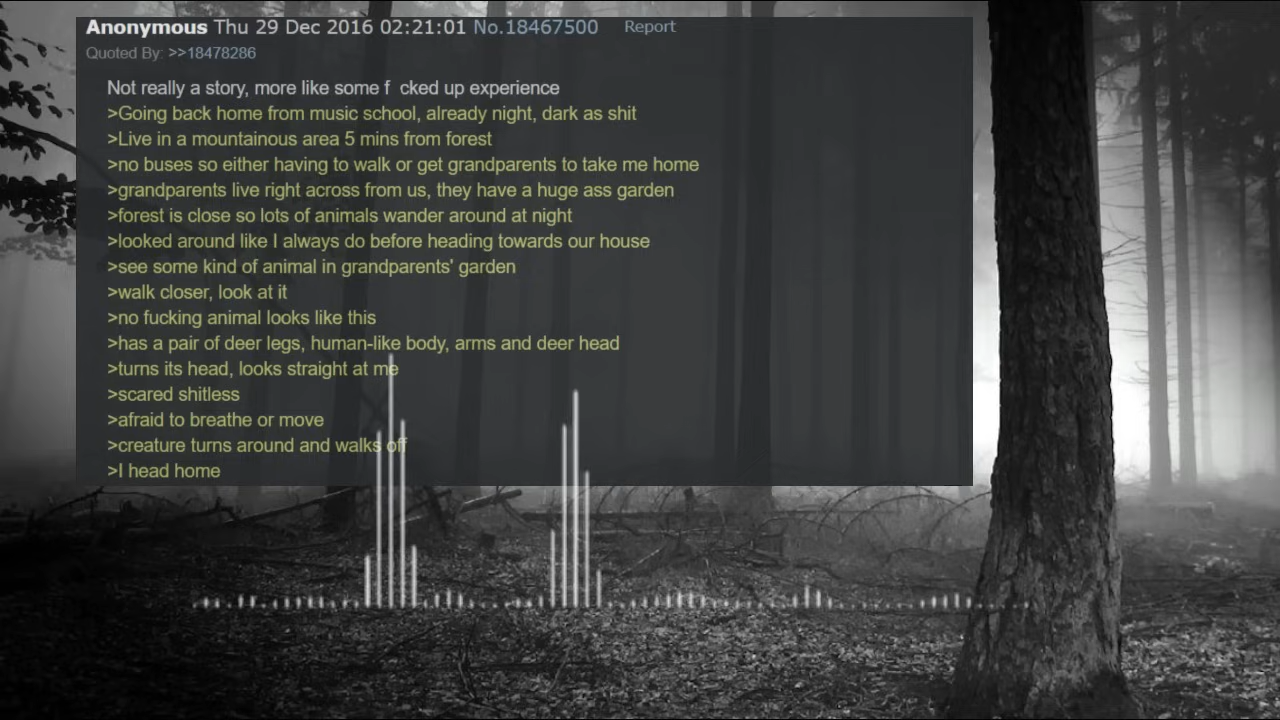 Anonymous Thu 29 Dec 2016 02:21:01 No.18467500 Report
Quoted By: >>18478286
Not really a story, more like some f cked up experience
>Going back home from music school, already night, dark as shit
>Live in a mountainous area 5 mins from forest
>no buses so either having to walk or get grandparents to take me home
>grandparents live right across from us, they have a huge ass garden
>forest is close so lots of animals wander around at night
>looked around like I always do before heading towards our house
>see some kind of animal in grandparents' garden
>walk closer, look at it
>no fucking animal looks like this
>has a pair of deer legs, human-like body, arms and deer head
>turns its head, looks straight at me
>scared shitless
>afraid to breathe or move
>creature turns around and walks off
>I head home